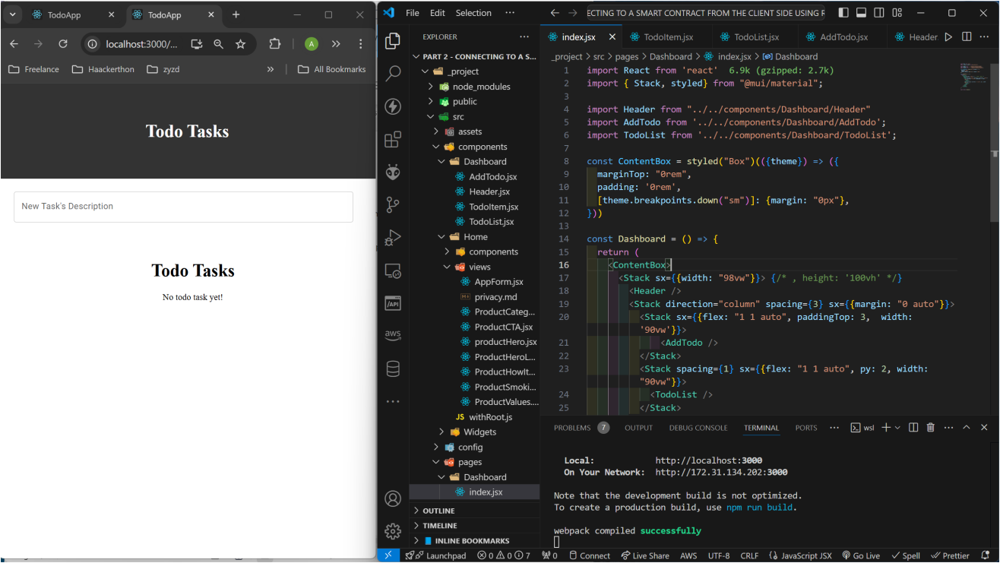 TodoApp
TodoApp
localhost:3000/...
A
Freelance
Haackerthon
zyzd
All Bookmarks
Todo Tasks
New Task's Description
Todo Tasks
No todo task yet!
File Edit Selection
ECTING TO A SMART CONTRACT FROM THE CLIENT SIDE USING R
EXPLORER
PART 2 - CONNECTING TO A S...
_project
node_modules
public
src
assets
components
Dashboard
AddTodo.jsx
Header.jsx
TodoItem.jsx
TodoList.jsx
Home
components
views
AppForm.jsx
privacy.md
ProductCateg...
ProductCTA.jsx
productHero.jsx
ProductHeroL...
ProductHowIt...
ProductSmoki...
ProductValues....
JS withRoot.js
Widgets
config
pages
Dashboard
index.jsx
OUTLINE
TIMELINE
INLINE BOOKMARKS
/API
aws
index.jsx
TodoItem.jsx
TodoList.jsx
AddTodo.jsx
Header
_project > src > pages > Dashboard > index.jsx > Dashboard
1 import React from 'react' 6.9k (gzipped: 2.7k)
2 import { Stack, styled} from "@mui/material";
3
4 import Header from "../../components/Dashboard/Header"
5 import AddTodo from '../../components/Dashboard/AddTodo';
6 import TodoList from '../../components/Dashboard/TodoList';
7
8 const ContentBox = styled("Box")(({theme}) => ({
9 marginTop: "0rem",
10 padding: '0rem',
11 [theme.breakpoints.down("sm")]: {margin: "0px"},
12 }))
13
14 const Dashboard = () => {
15 return (
16 <ContentBox>
17 <Stack sx={{width: "98vw"}}> {/* , height: '100vh' */}
18 <Header />
19 <Stack direction="column" spacing={3} sx={{margin: "0 auto"}}>
20 <Stack sx={{flex: "1 1 auto", paddingTop: 3, width:
'90vw'}}>
21 <AddTodo />
22 </Stack>
23 <Stack spacing={1} sx={{flex: "1 1 auto", py: 2, width:
"90vw"}}>
24 <TodoList />
25 </Stack>
PROBLEMS 7 OUTPUT DEBUG CONSOLE TERMINAL PORTS
wsl
Local: http://localhost:3000
On Your Network: http://172.31.134.202:3000
Note that the development build is not optimized.
To create a production build, use npm run build.
webpack compiled successfully
Launchpad 0 0 7 0 Connect Live Share AWS UTF-8 CRLF JavaScript JSX Go Live Spell Prettier